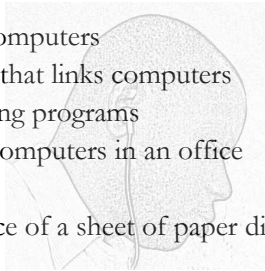 omputers
that links computers
ng programs
omputers in an office
ce of a sheet of paper di